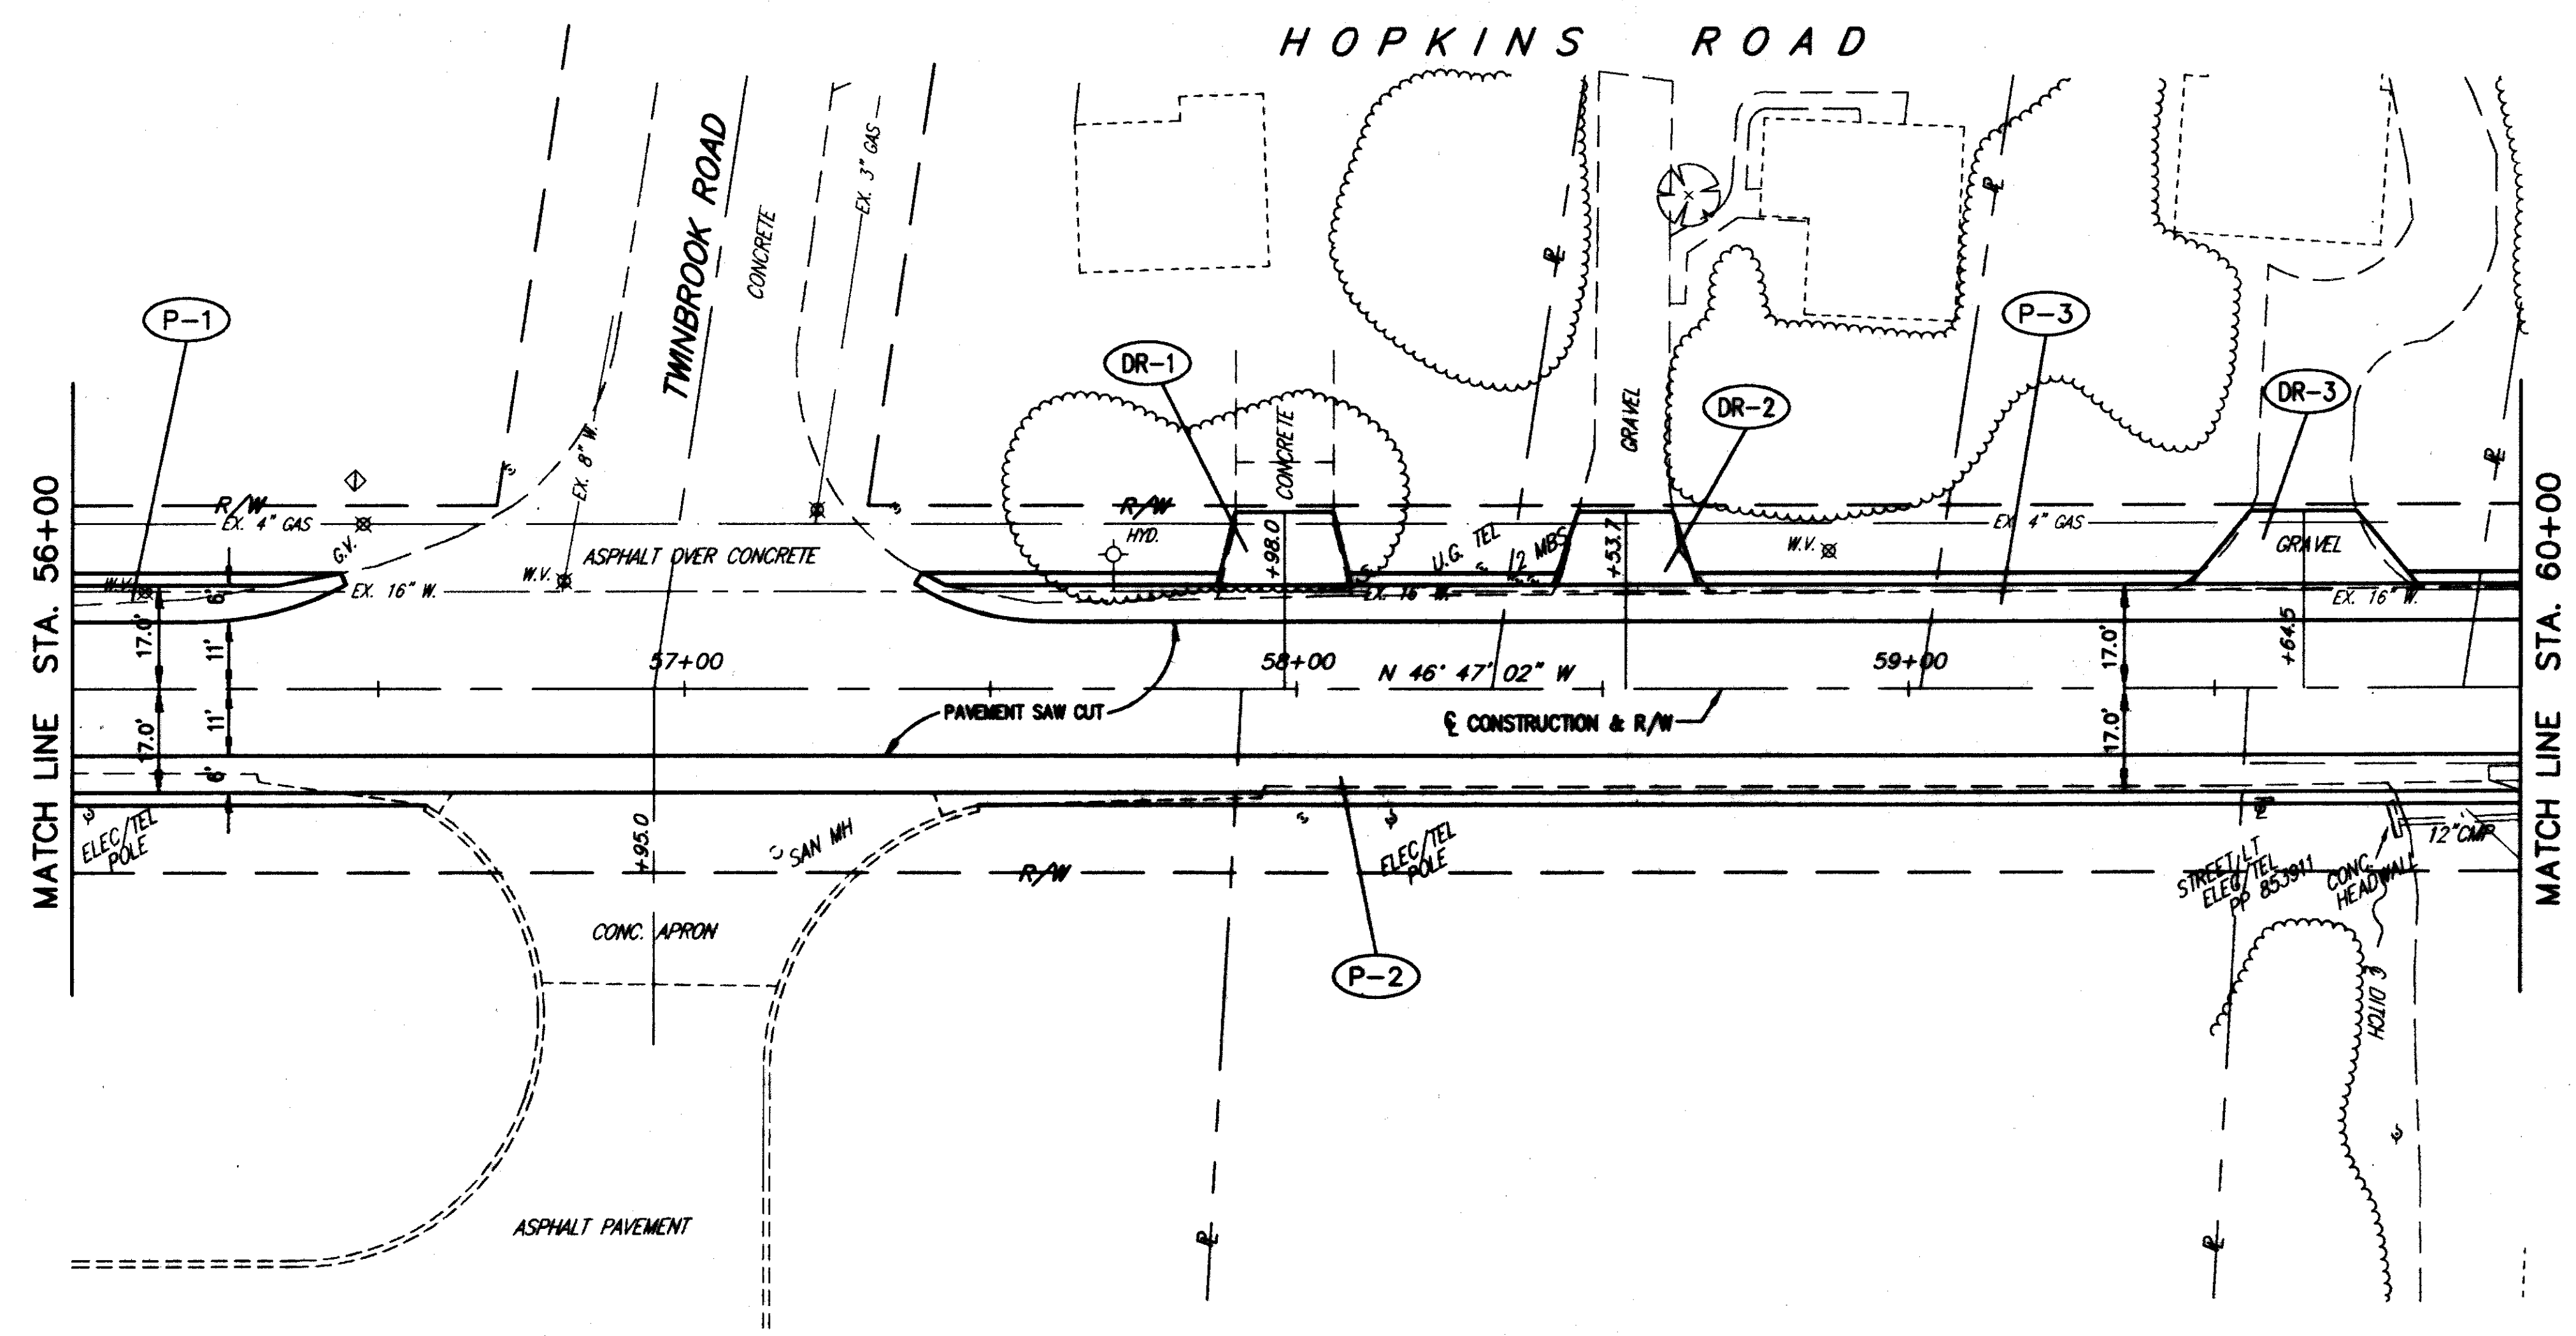 HOPKINS ROAD
TWINBROOK ROAD
CONCRETE
EX. 3" GAS
P-1
P-3
DR-1
DR-2
DR-3
CONCRETE
GRAVEL
℄
℄
℄
EX. 8" W.
R/W
EX. 4" GAS
G.V.
R/W
HYD.
+98.0
U.G. TEL
12 MBS
+53.7
W.V.
EX. 4" GAS
GRAVEL
MATCH LINE STA. 56+00
MATCH LINE STA. 60+00
W.V.
6'
EX. 16" W.
W.V.
ASPHALT OVER CONCRETE
EX. 16" W.
EX. 16" W.
17.0'
11'
57+00
58+00
N 46° 47' 02" W
59+00
17.0'
+64.5
17.0'
11'
PAVEMENT SAW CUT
℄ CONSTRUCTION & R/W
17.0'
6'
ELEC/TEL
POLE
+95.0
SAN MH
R/W
ELEC/TEL
POLE
STREET LT
ELEC/TEL
PP 853911
CONC.
HEADWALL
12" CMP
CONC. APRON
P-2
℄ DITCH
ASPHALT PAVEMENT